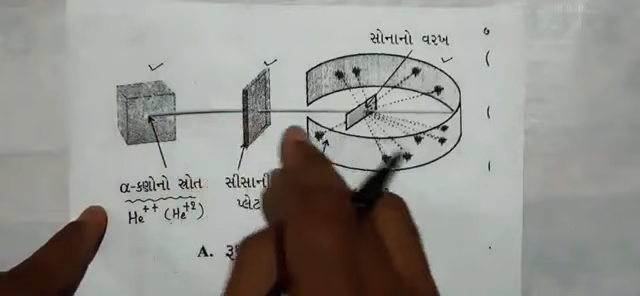 સોનાનો વરખ
α-કણોનો સ્રોત
He⁺⁺ (He⁺²)
સીસાની
પ્લેટ
A. રૂ